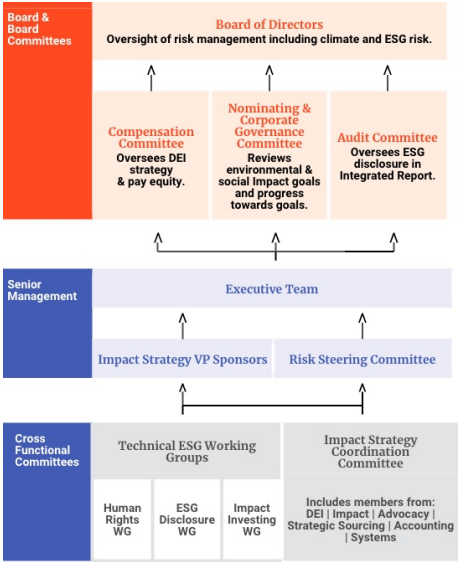 Board &
Board
Committees
Board of Directors
Oversight of risk management including climate and ESG risk.
Compensation
Committee
Oversees DEI
strategy
& pay equity.
Nominating &
Corporate
Governance
Committee
Reviews
environmental &
social Impact goals
and progress
towards goals.
Audit Committee
Oversees ESG
disclosure in
Integrated Report.
Senior
Management
Executive Team
Impact Strategy VP Sponsors
Risk Steering Committee
Cross
Functional
Committees
Technical ESG Working
Groups
Human
Rights
WG
ESG
Disclosure
WG
Impact
Investing
WG
Impact Strategy
Coordination
Committee
Includes members from:
DEI | Impact | Advocacy |
Strategic Sourcing | Accounting
| Systems